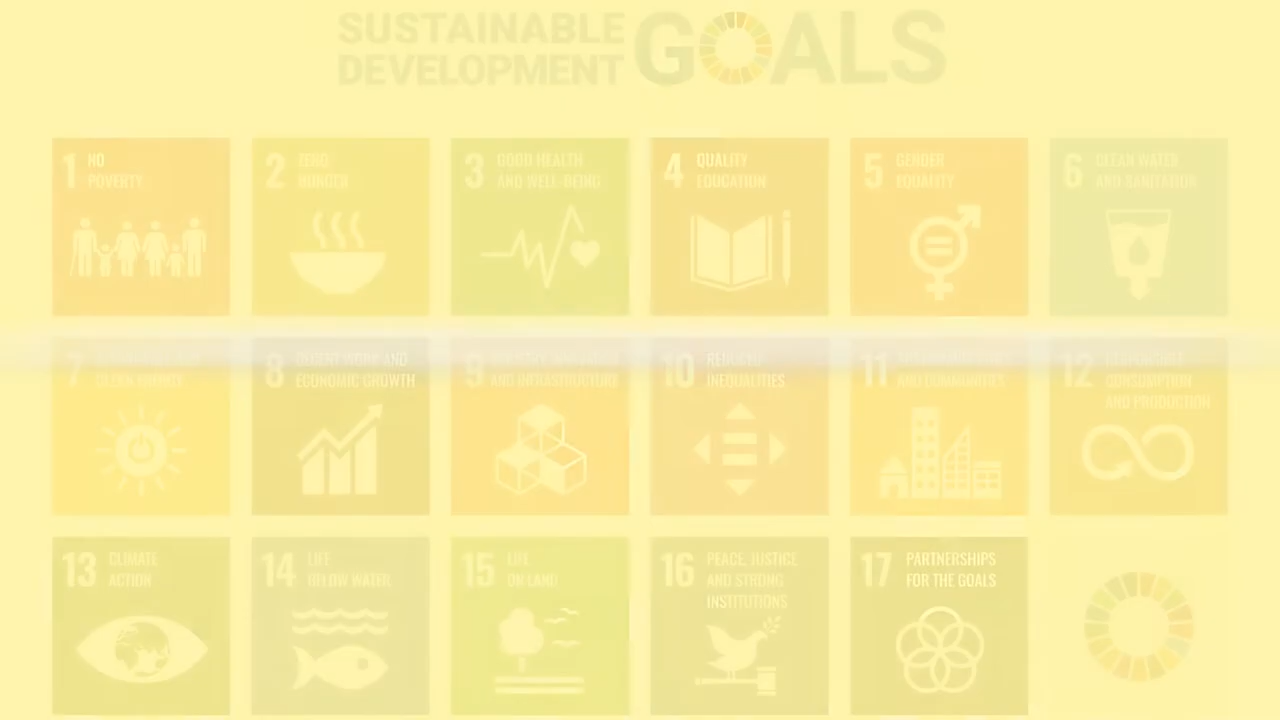 SUSTAINABLE
DEVELOPMENT
GOALS
1 NO
POVERTY
2 ZERO
HUNGER
3 GOOD HEALTH
AND WELL-BEING
4 QUALITY
EDUCATION
5 GENDER
EQUALITY
6 CLEAN WATER
AND SANITATION
7
CLEAN ENERGY
8 DECENT WORK AND
ECONOMIC GROWTH
9
AND INFRASTRUCTURE
10 REDUCED
INEQUALITIES
11
AND COMMUNITIES
12 RESPONSIBLE
CONSUMPTION
AND PRODUCTION
13 CLIMATE
ACTION
14 LIFE
BELOW WATER
15 LIFE
ON LAND
16 PEACE, JUSTICE
AND STRONG
INSTITUTIONS
17 PARTNERSHIPS
FOR THE GOALS